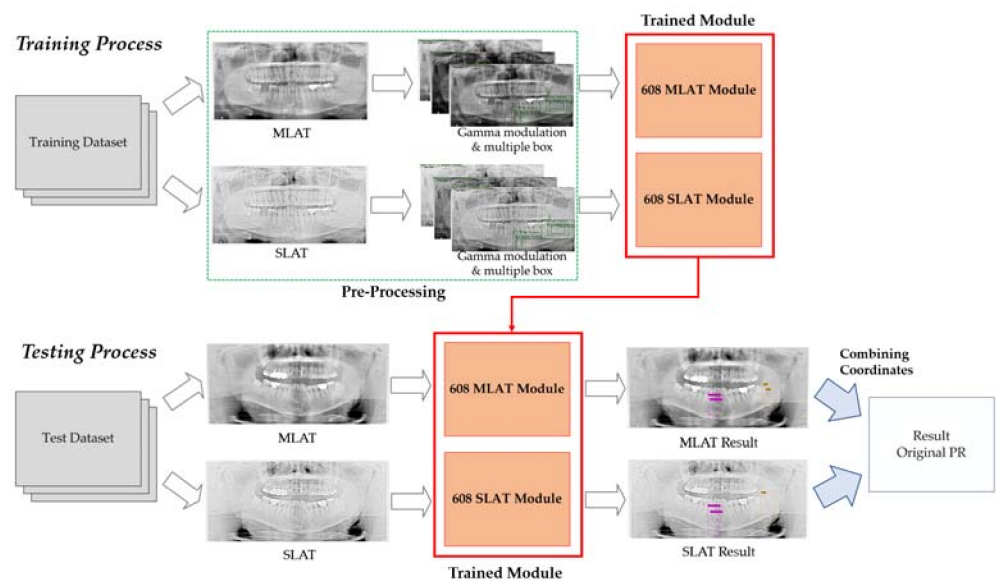 Training Process
Trained Module
Training Dataset
MLAT
Gamma modulation
& multiple box
608 MLAT Module
SLAT
Gamma modulation
& multiple box
608 SLAT Module
Pre-Processing
Testing Process
Test Dataset
MLAT
608 MLAT Module
MLAT Result
Combining
Coordinates
Result
Original PR
SLAT
608 SLAT Module
SLAT Result
Trained Module